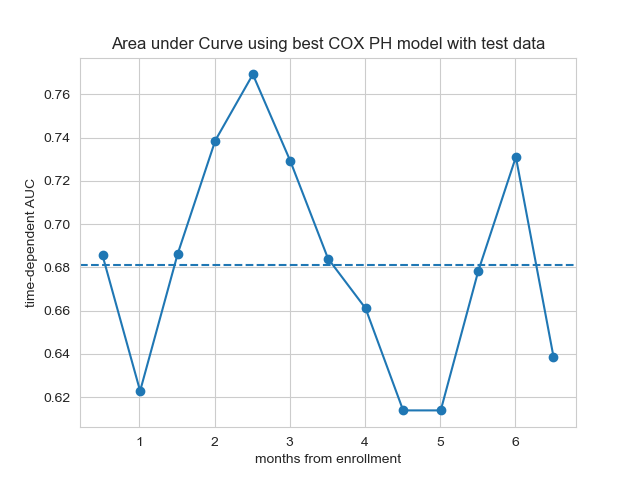 Area under Curve using best COX PH model with test data
time-dependent AUC
0.76
0.74
0.72
0.70
0.68
0.66
0.64
0.62
1 2 3 4 5 6
months from enrollment